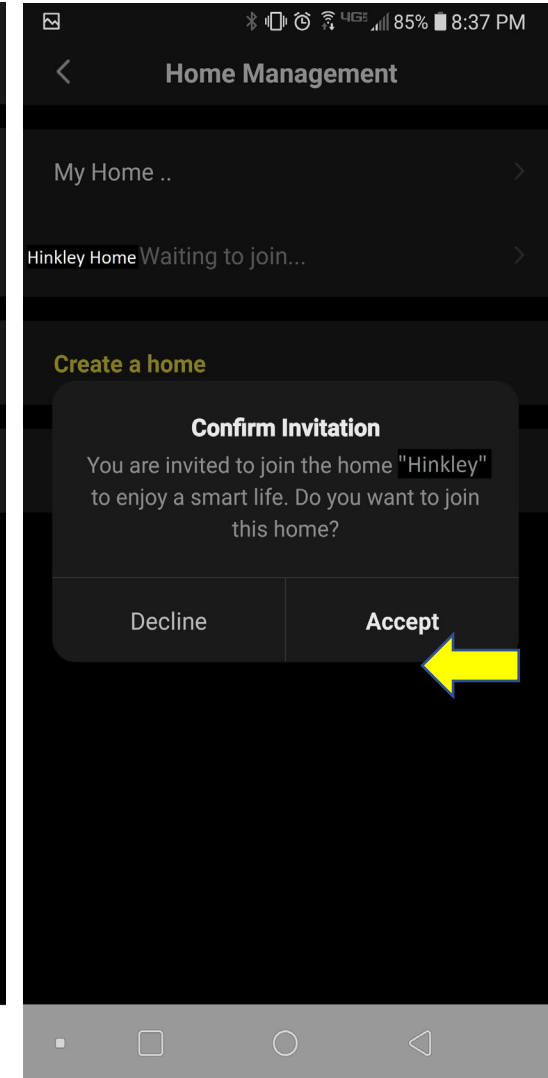 4G 85% 8:37 PM
Home Management
My Home ..
Hinkley Home Waiting to join...
Create a home
Confirm Invitation
You are invited to join the home "Hinkley"
to enjoy a smart life. Do you want to join
this home?
Decline Accept